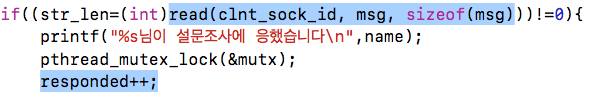 if((str_len=(int)read(clnt_sock_id, msg, sizeof(msg)))!=0){
printf("%s님이 설문조사에 응했습니다\n",name);
pthread_mutex_lock(&mutx);
responded++;